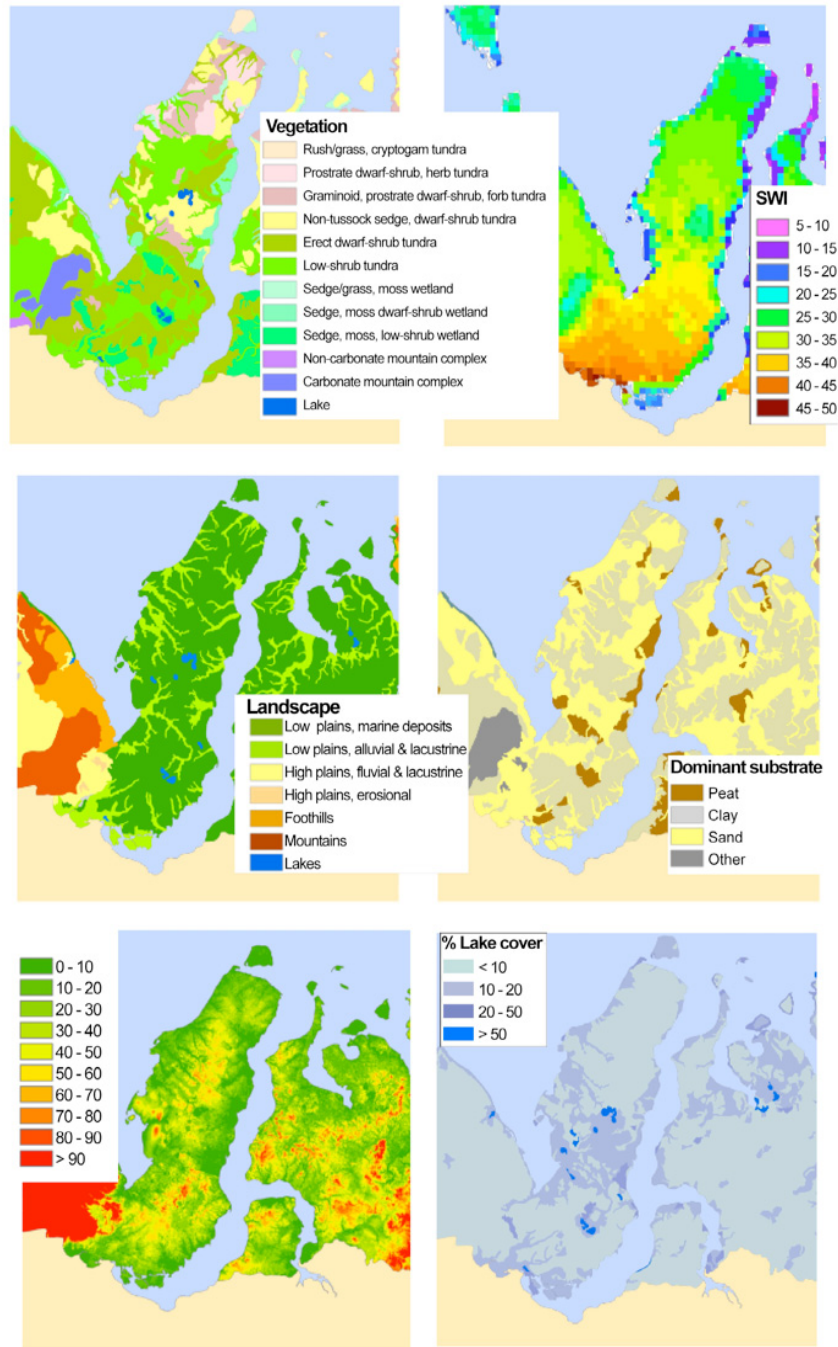 Vegetation
Rush/grass, cryptogam tundra
Prostrate dwarf-shrub, herb tundra
Graminoid, prostrate dwarf-shrub, forb tundra
Non-tussock sedge, dwarf-shrub tundra
Erect dwarf-shrub tundra
Low-shrub tundra
Sedge/grass, moss wetland
Sedge, moss dwarf-shrub wetland
Sedge, moss, low-shrub wetland
Non-carbonate mountain complex
Carbonate mountain complex
Lake
SWI
5 - 10
10 - 15
15 - 20
20 - 25
25 - 30
30 - 35
35 - 40
40 - 45
45 - 50
Landscape
Low plains, marine deposits
Low plains, alluvial & lacustrine
High plains, fluvial & lacustrine
High plains, erosional
Foothills
Mountains
Lakes
Dominant substrate
Peat
Clay
Sand
Other
0 - 10
10 - 20
20 - 30
30 - 40
40 - 50
50 - 60
60 - 70
70 - 80
80 - 90
> 90
% Lake cover
< 10
10 - 20
20 - 50
> 50